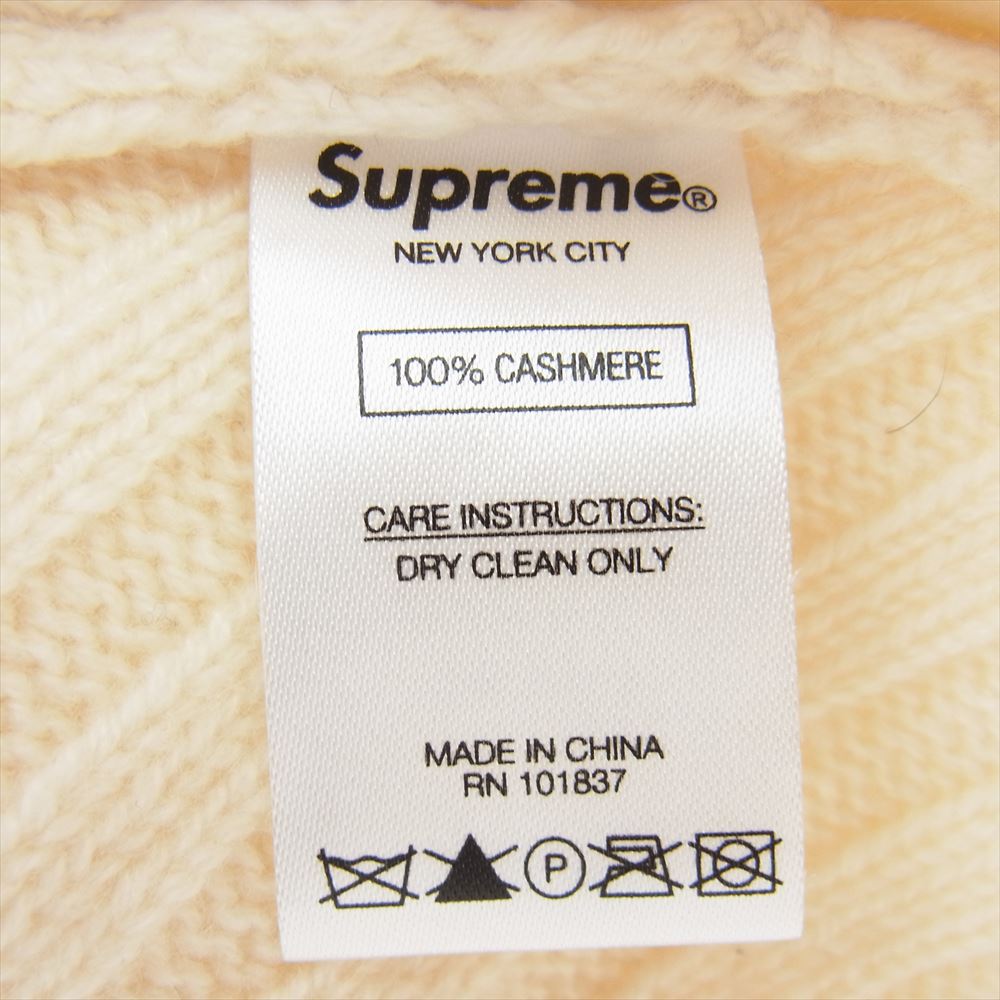 Supreme®
NEW YORK CITY
100% CASHMERE
CARE INSTRUCTIONS:
DRY CLEAN ONLY
MADE IN CHINA
RN 101837
P